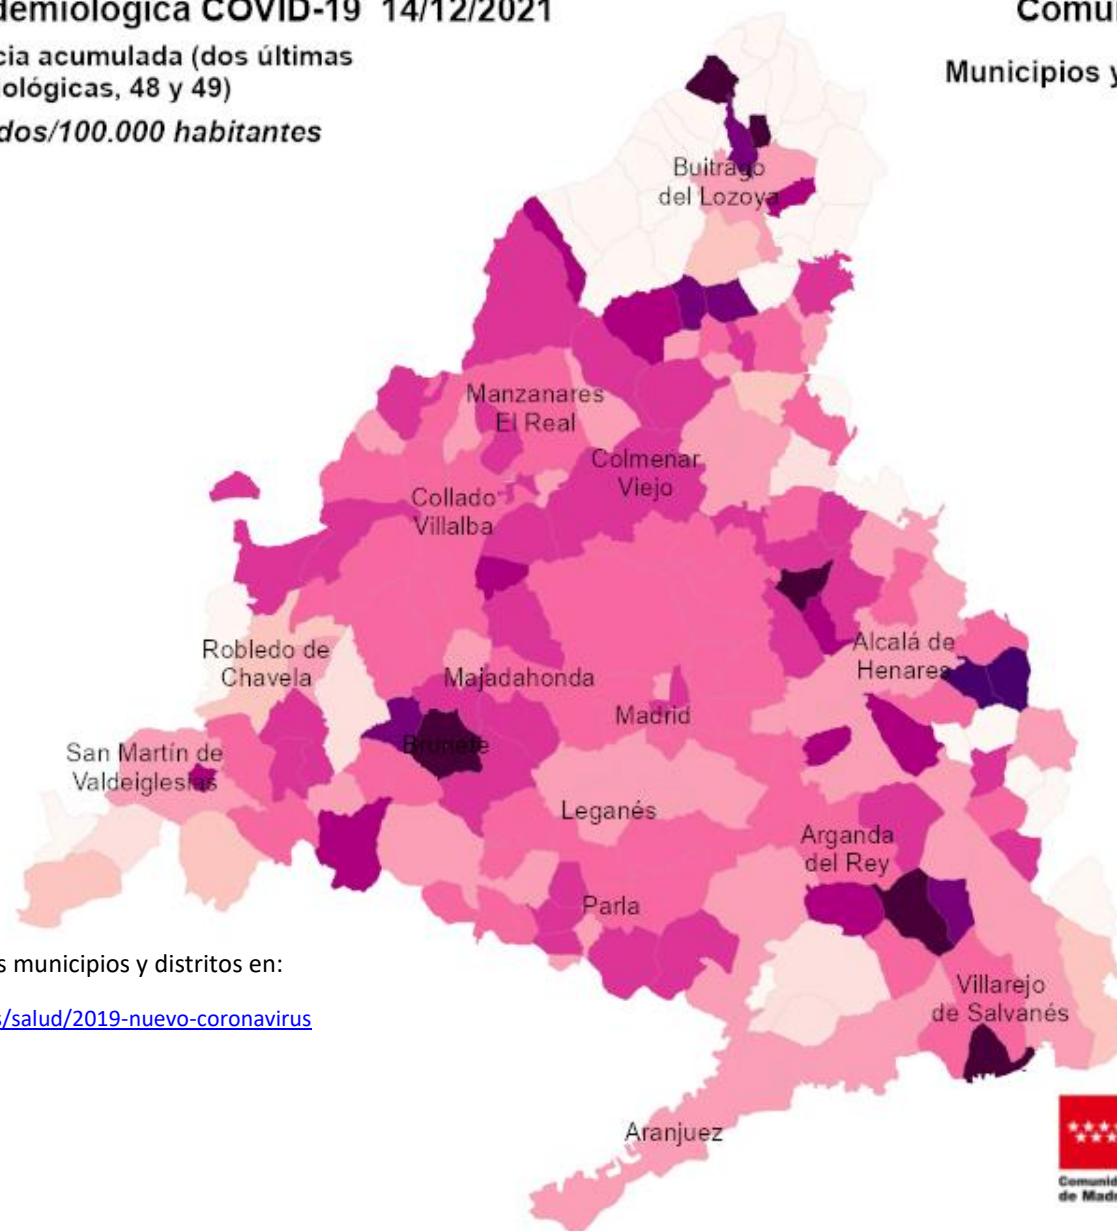 demiológica COVID-19 14/12/2021
Comu
cia acumulada (dos últimas
iológicas, 48 y 49)
Municipios y
dos/100.000 habitantes
Buitrago
del Lozoya
Manzanares
El Real
Colmenar
Viejo
Collado
Villalba
Robledo de
Chavela
Alcalá de
Henares
Majadahonda
Madrid
Brunete
San Martín de
Valdeiglesias
Leganés
Arganda
del Rey
Parla
s municipios y distritos en:
s/salud/2019-nuevo-coronavirus
Villarejo
de Salvanés
Aranjuez
Comunid
de Madr